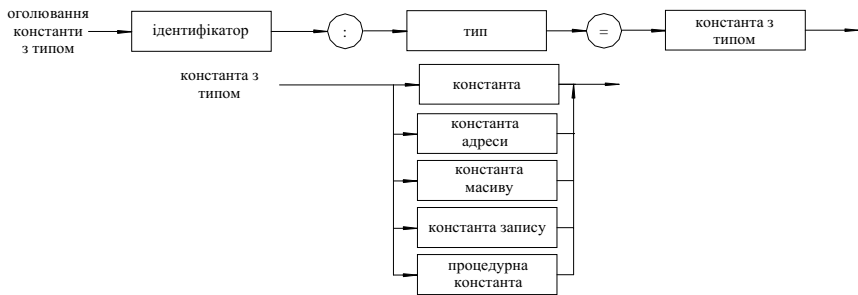 оголювання
константи
з типом
ідентифікатор
:
тип
=
константа з
типом
константа з
типом
константа
константа
адреси
константа
масиву
константа запису
процедурна
константа